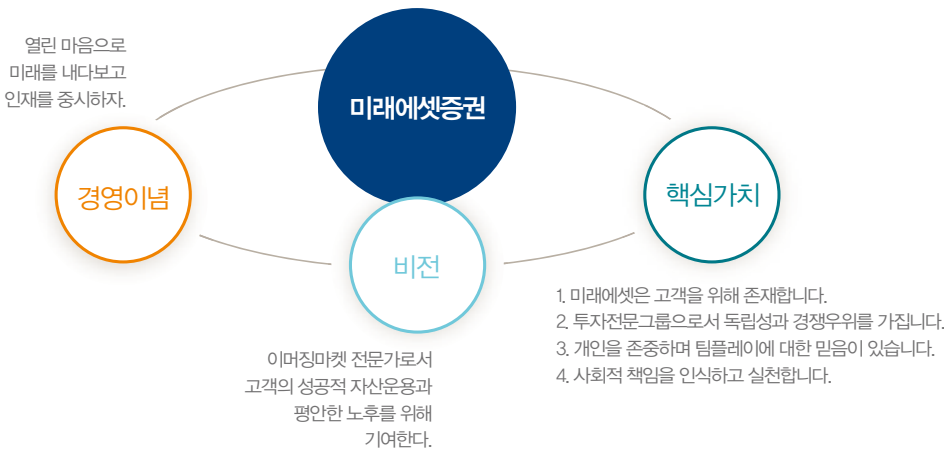 열린 마음으로
미래를 내다보고
인재를 중시하자.
미래에셋증권
경영이념
핵심가치
비전
이머징마켓 전문가로서
고객의 성공적 자산운용과
평안한 노후를 위해
기여한다.
1. 미래에셋은 고객을 위해 존재합니다.
2. 투자전문그룹으로서 독립성과 경쟁우위를 가집니다.
3. 개인을 존중하며 팀플레이에 대한 믿음이 있습니다.
4. 사회적 책임을 인식하고 실천합니다.